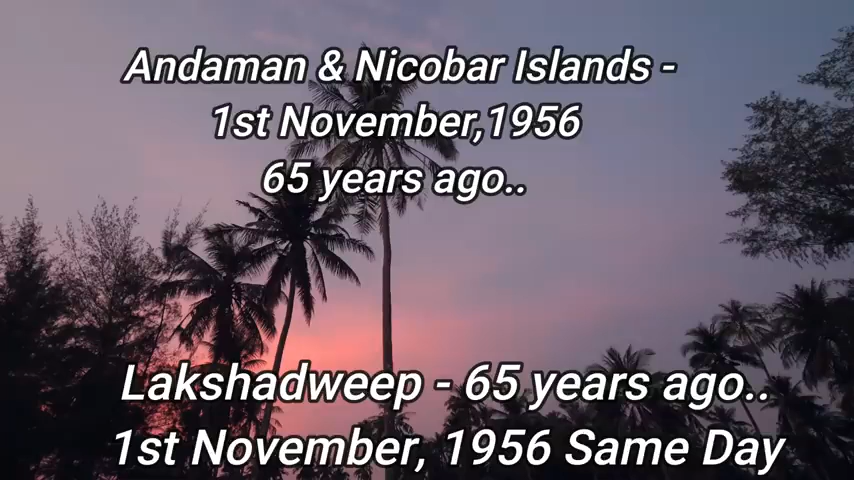 Andaman & Nicobar Islands -
1st November,1956
65 years ago..
Lakshadweep - 65 years ago..
1st November, 1956 Same Day